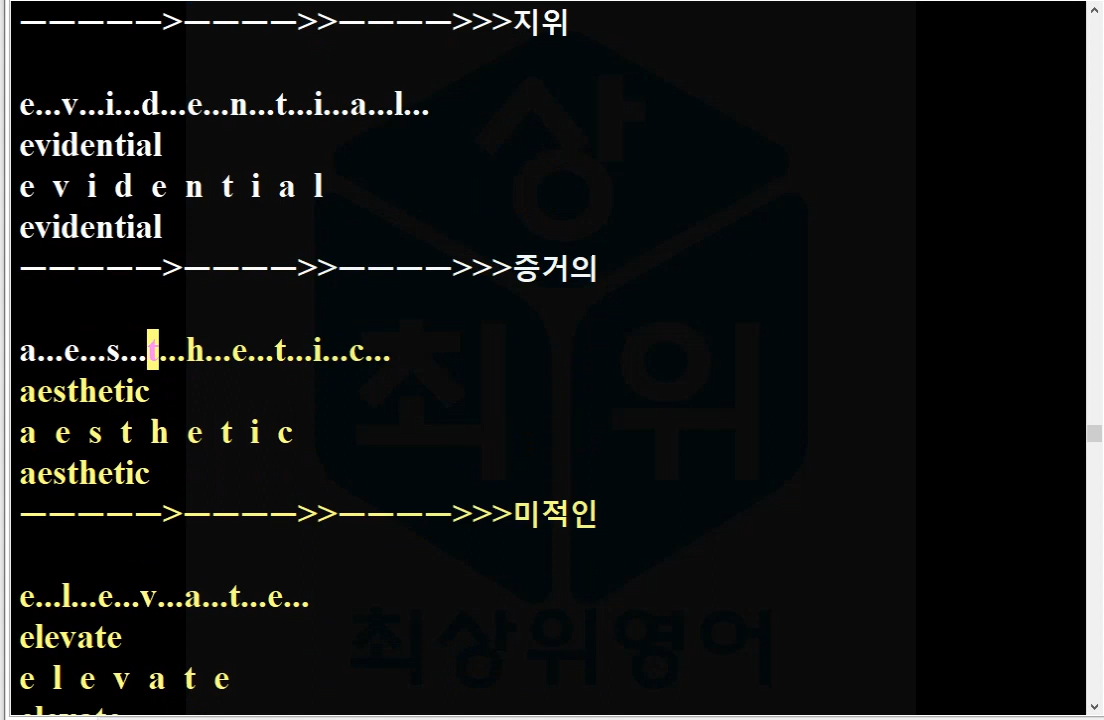 —————>————>>————>>>지위
e...v...i...d...e...n...t...i...a...l...
evidential
e v i d e n t i a l
evidential
—————>————>>————>>>증거의
a...e...s...t...h...e...t...i...c...
aesthetic
a e s t h e t i c
aesthetic
—————>————>>————>>>미적인
e...l...e...v...a...t...e...
elevate
e l e v a t e
elevate
상
최 위
최상위영어